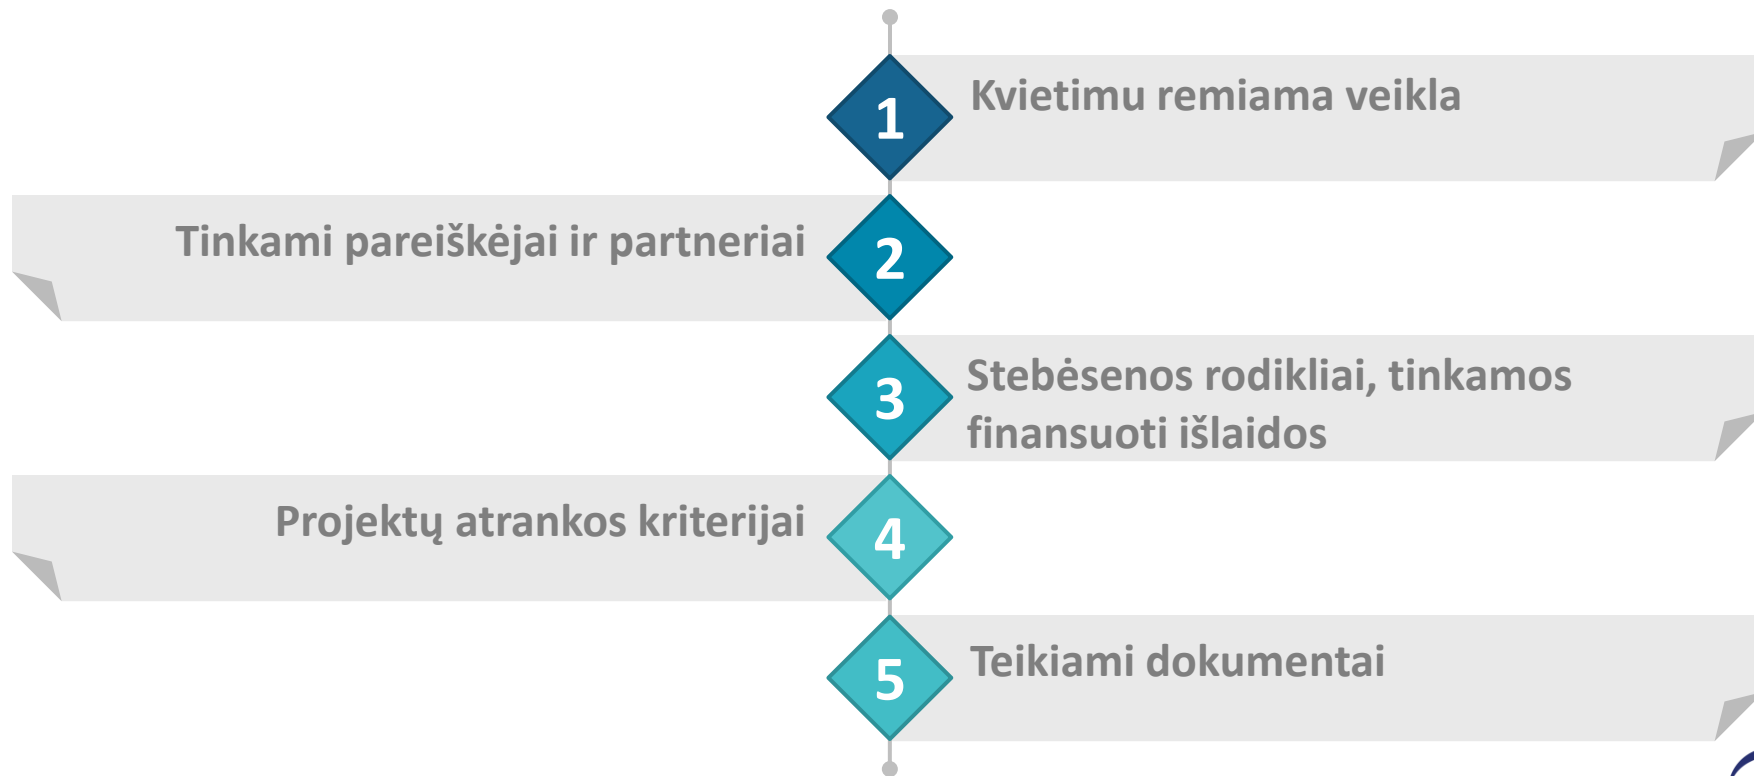 1
Kvietimu remiama veikla
Tinkami pareiškėjai ir partneriai
2
3
Stebėsenos rodikliai, tinkamos
finansuoti išlaidos
Projektų atrankos kriterijai
4
5
Teikiami dokumentai